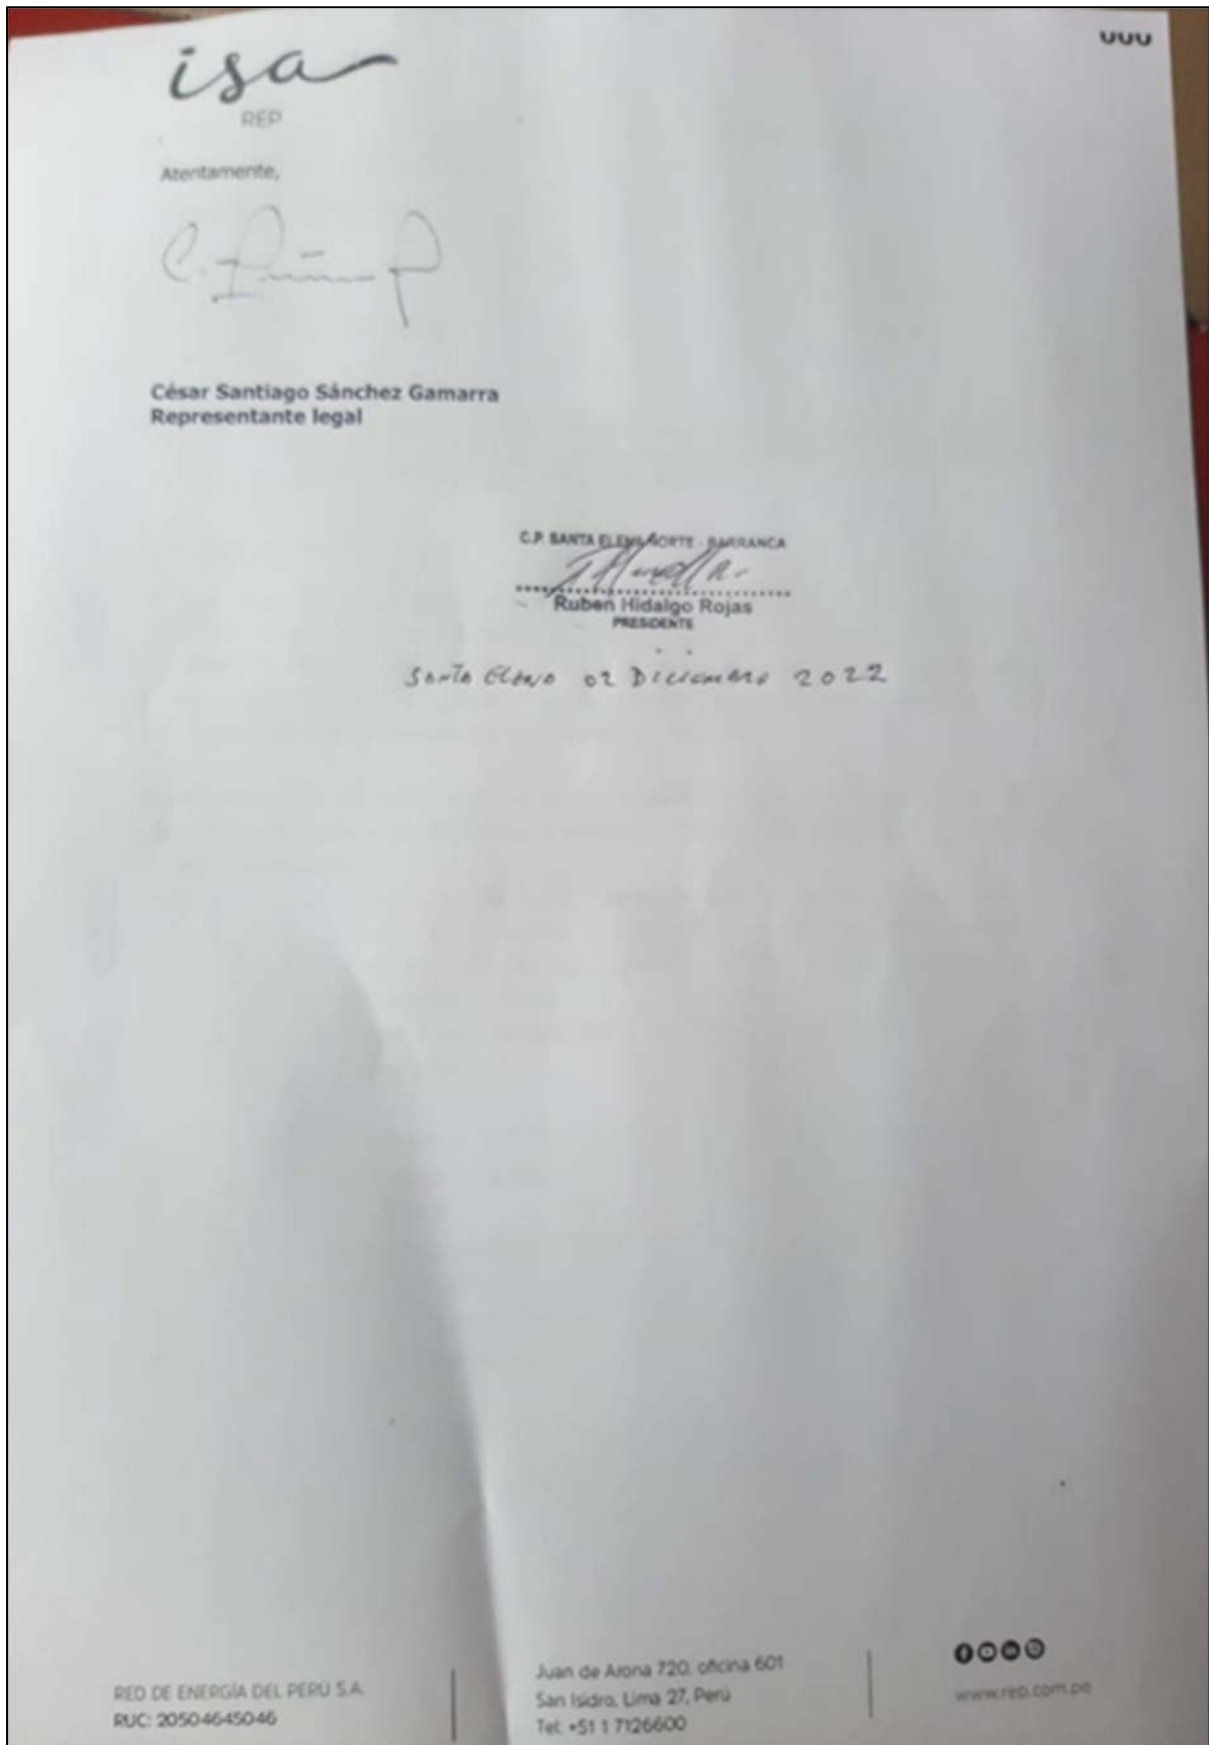 isa
REP
Atentamente,
César Santiago Sánchez Gamarra
Representante legal
C.P. SANTA ELENA NORTE - BARRANCA
Ruben Hidalgo Rojas
PRESIDENTE
SANTA ELENA 02 DICIEMBRE 2022
RED DE ENERGÍA DEL PERÚ S.A.
RUC: 20504645046
Juan de Arona 720, oficina 601
San Isidro, Lima 27, Perú
Tel: +51 1 7126600
www.rep.com.pe